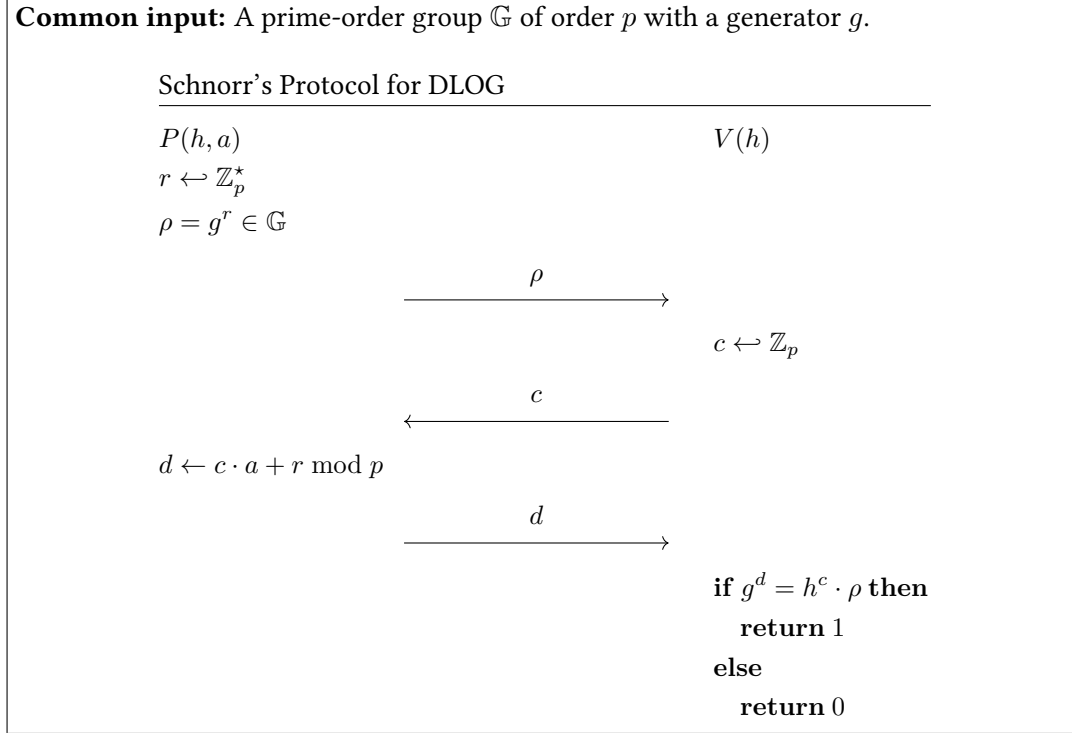 Common input: A prime-order group 𝔾 of order p with a generator g.
Schnorr's Protocol for DLOG
P(h, a) V(h)
r ↩ ℤ_p^⋆
ρ = g^r ∈ 𝔾
ρ
c ↩ ℤ_p
c
d ← c · a + r mod p
d
if g^d = h^c · ρ then
return 1
else
return 0